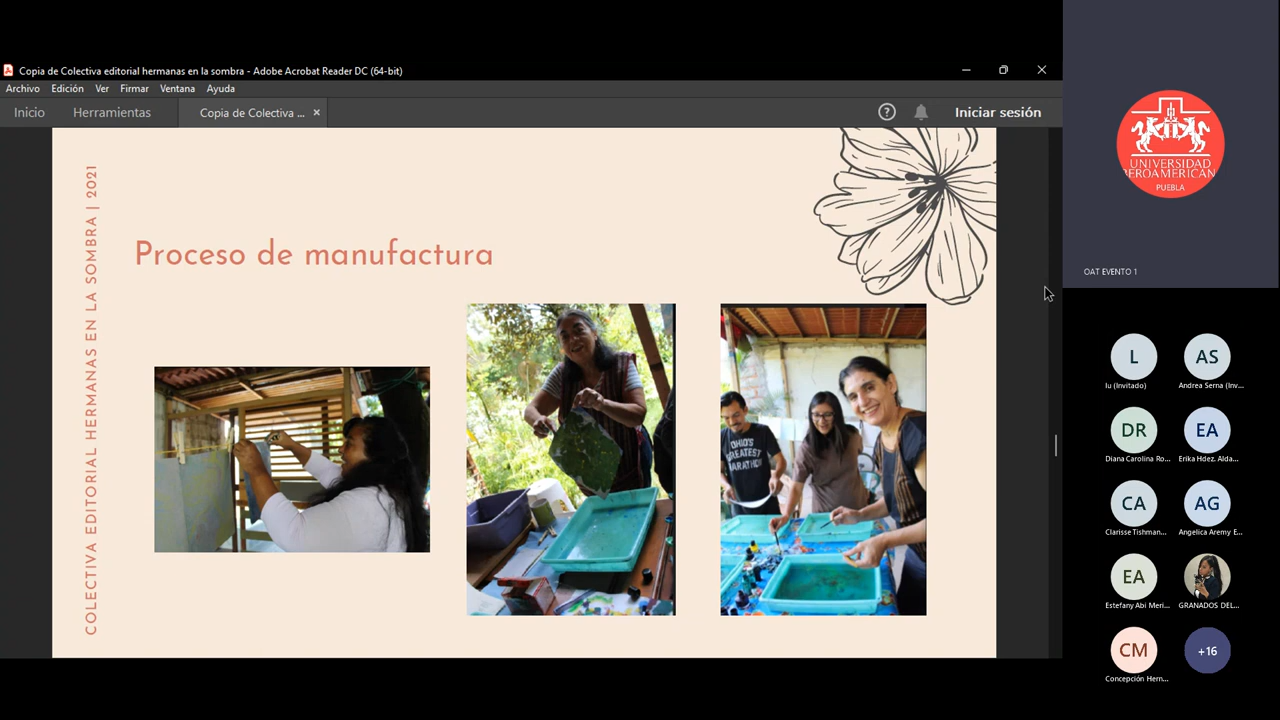 Copia de Colectiva editorial hermanas en la sombra - Adobe Acrobat Reader DC (64-bit)
Archivo Edición Ver Firmar Ventana Ayuda
Inicio Herramientas Copia de Colectiva ... × ? Iniciar sesión
COLECTIVA EDITORIAL HERMANAS EN LA SOMBRA | 2021
Proceso de manufactura
OHIO'S
GREATEST
MARATHON
UNIVERSIDAD
IBEROAMERICANA
PUEBLA
OAT EVENTO 1
L AS
lu (Invitado) Andrea Serna (Inv...
DR EA
Diana Carolina Ro... Erika Hdez. Alda...
CA AG
Clarisse Tishman... Angelica Aremy E...
EA
Estefany Abi Meri... GRANADOS DEL...
CM +16
Concepción Hern...